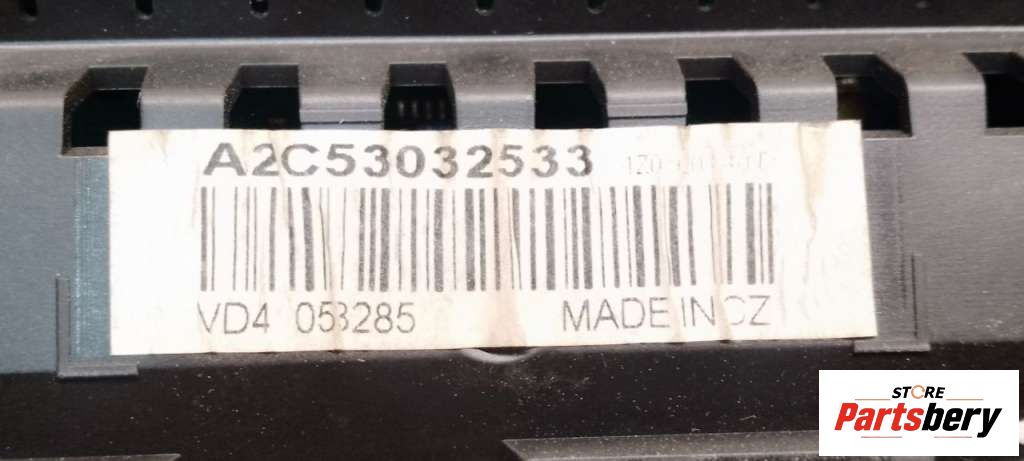 A2C53032533
VD4 053285
MADE IN CZ
STORE
Partsbery